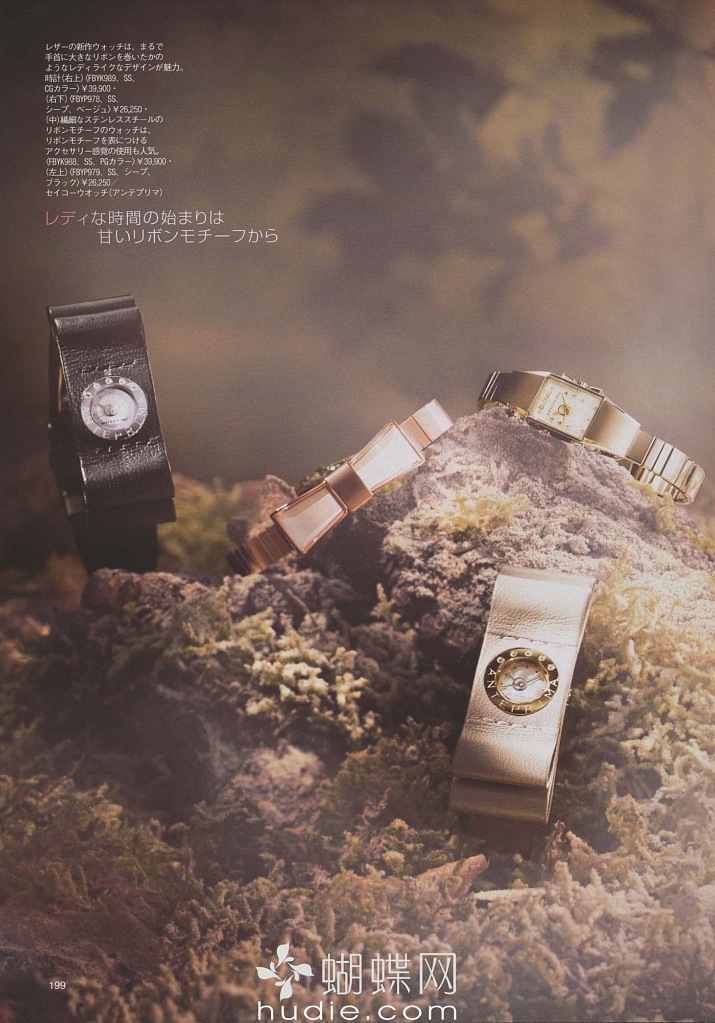 レザーの新作ウォッチは、まるで
手首に大きなリボンを巻いたかの
ようなレディライクなデザインが魅力。
時計(右上)〈FBYK989、SS、
CGカラー〉¥39,900・
(右下)〈FBYP978、SS、
シープ、ベージュ〉¥26,250・
(中)繊細なステンレススチールの
リボンモチーフのウォッチは、
リボンモチーフを表につける
アクセサリー感覚の使用も人気。
〈FBYK988、SS、PGカラー〉¥39,900・
(左上)〈FBYP979、SS、シープ、
ブラック〉¥26,250／
セイコーウオッチ(アンテプリマ)
レディな時間の始まりは
甘いリボンモチーフから
ANTEPRIMA
199
蝴蝶网
hudie.com